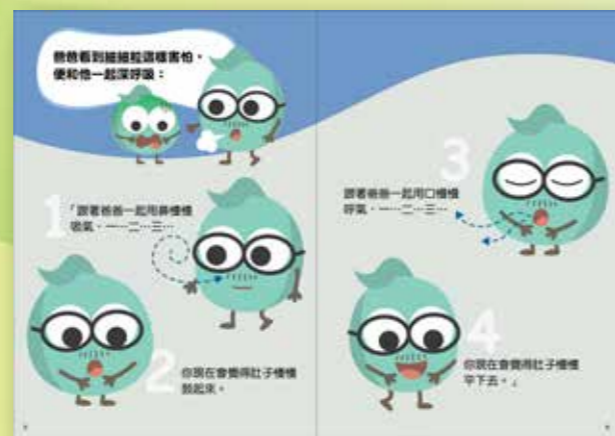 爸爸看到細細粒這樣害怕，
便和他一起深呼吸：
1
「跟著爸爸一起用鼻慢慢
吸氣，一…二…三…
2
你現在會覺得肚子慢慢
鼓起來。
3
跟著爸爸一起用口慢慢
呼氣，一…二…三…
4
你現在會覺得肚子慢慢
平下去。」